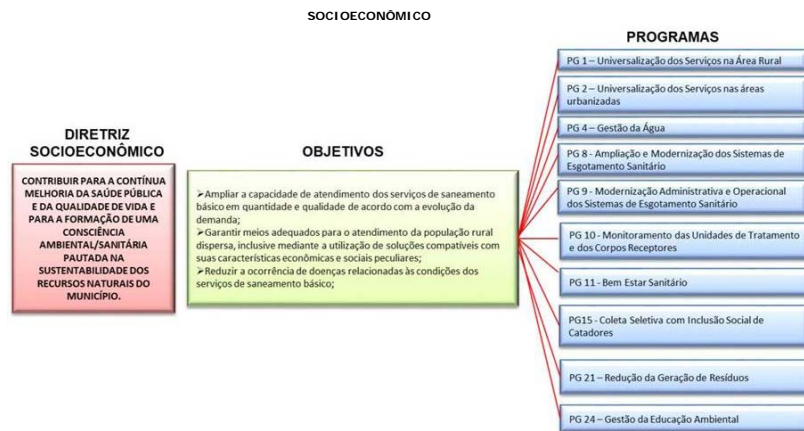 SOCIOECONÔMICO
DIRETRIZ
SOCIOECONÔMICO
CONTRIBUIR PARA A CONTÍNUA
MELHORIA DA SAÚDE PÚBLICA
E DA QUALIDADE DE VIDA E
PARA A FORMAÇÃO DE UMA
CONSCIÊNCIA
AMBIENTAL/SANITÁRIA
PAUTADA NA
SUSTENTABILIDADE DOS
RECURSOS NATURAIS DO
MUNICÍPIO.
OBJETIVOS
➢Ampliar a capacidade de atendimento dos serviços de saneamento
básico em quantidade e qualidade de acordo com a evolução da
demanda;
➢Garantir meios adequados para o atendimento da população rural
dispersa, inclusive mediante a utilização de soluções compatíveis com
suas características econômicas e sociais peculiares;
➢Reduzir a ocorrência de doenças relacionadas às condições dos
serviços de saneamento básico;
PROGRAMAS
PG 1 – Universalização dos Serviços na Área Rural
PG 2 – Universalização dos Serviços nas áreas
urbanizadas
PG 4 – Gestão da Água
PG 8 - Ampliação e Modernização dos Sistemas de
Esgotamento Sanitário
PG 9 - Modernização Administrativa e Operacional
dos Sistemas de Esgotamento Sanitário
PG 10 - Monitoramento das Unidades de Tratamento
e dos Corpos Receptores
PG 11 - Bem Estar Sanitário
PG15 - Coleta Seletiva com Inclusão Social de
Catadores
PG 21 – Redução da Geração de Resíduos
PG 24 – Gestão da Educação Ambiental